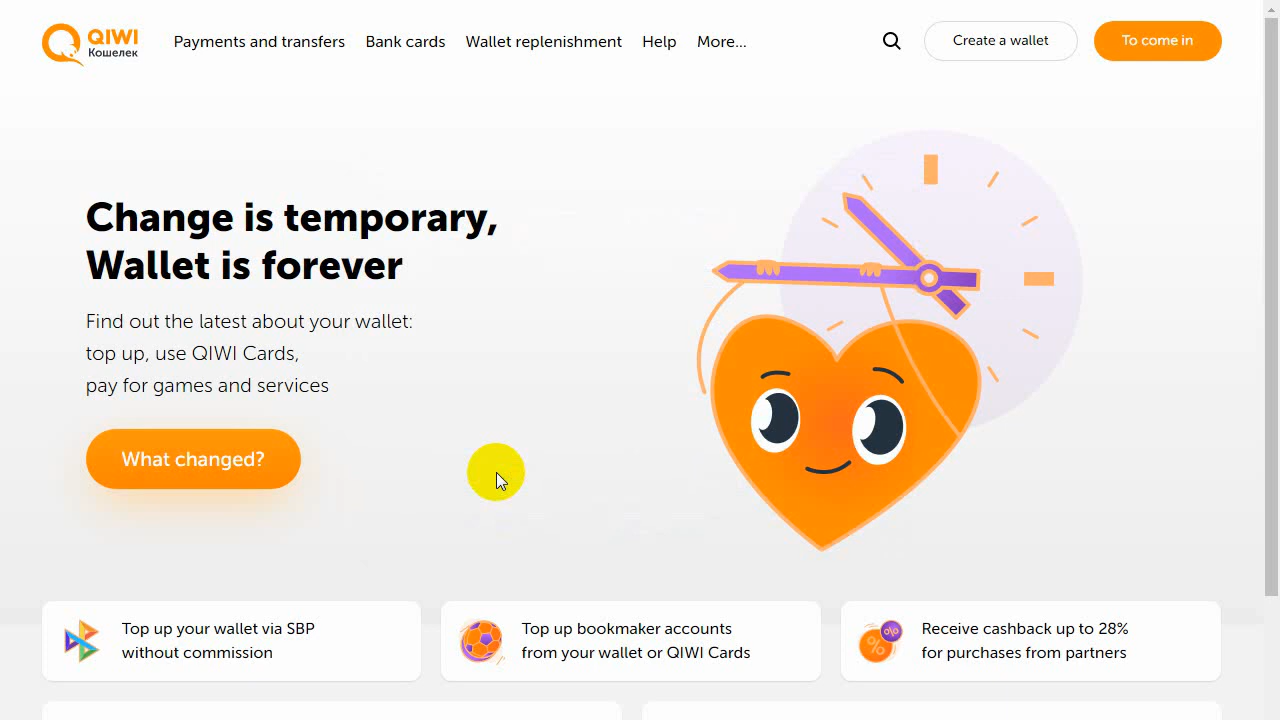 QIWI
Кошелек
Payments and transfers
Bank cards
Wallet replenishment
Help
More...
Create a wallet
To come in
Change is temporary,
Wallet is forever
Find out the latest about your wallet:
top up, use QIWI Cards,
pay for games and services
What changed?
Top up your wallet via SBP
without commission
Top up bookmaker accounts
from your wallet or QIWI Cards
Receive cashback up to 28%
for purchases from partners
%
%